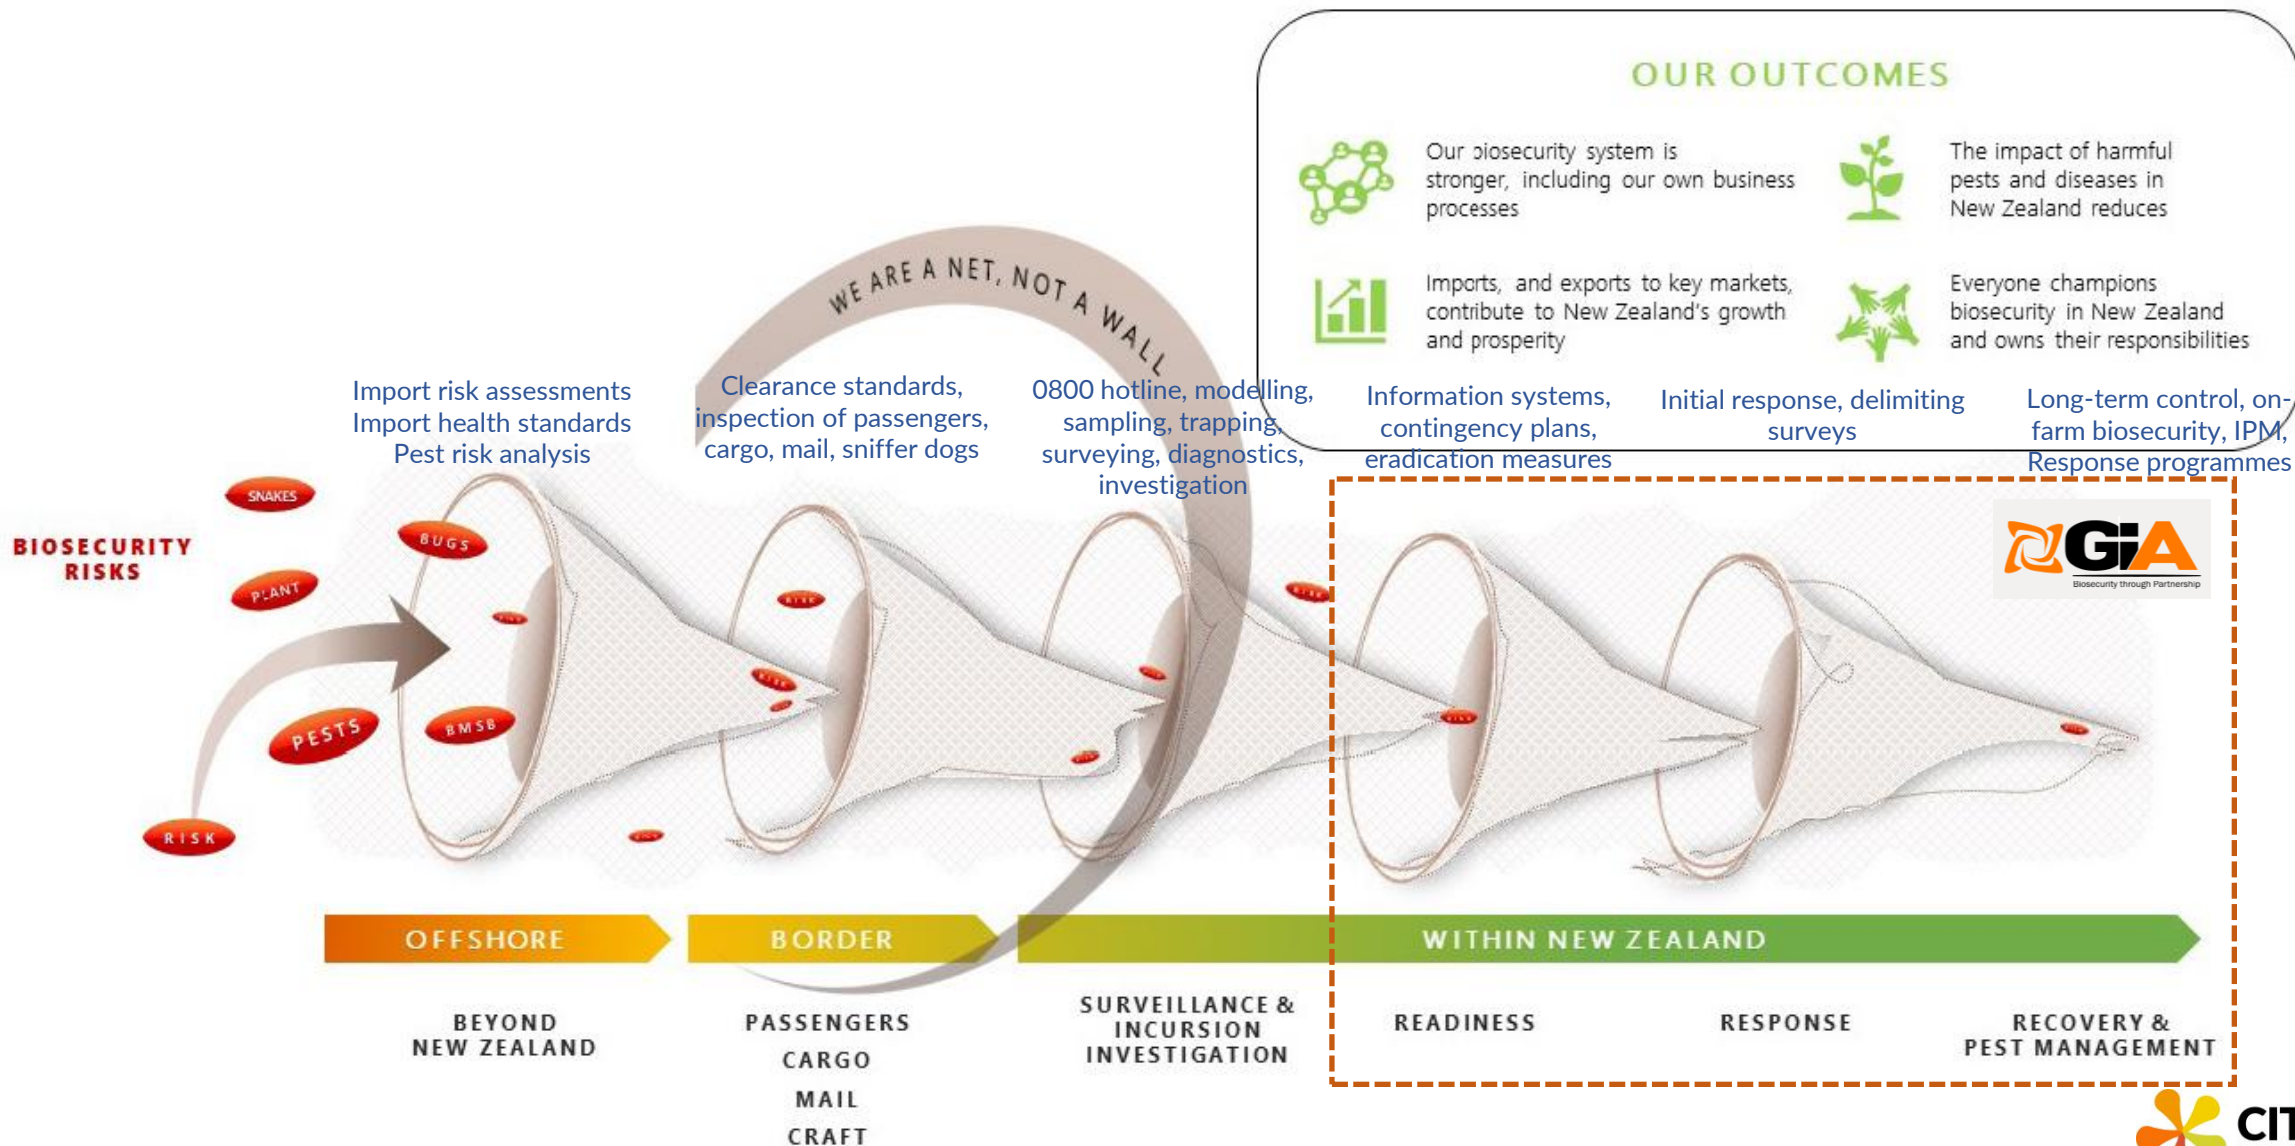 OUR OUTCOMES
Our biosecurity system is
stronger, including our own business
processes
The impact of harmful
pests and diseases in
New Zealand reduces
Imports, and exports to key markets,
contribute to New Zealand's growth
and prosperity
Everyone champions
biosecurity in New Zealand
and owns their responsibilities
WE ARE A NET, NOT A WALL
Import risk assessments
Import health standards
Pest risk analysis
Clearance standards,
inspection of passengers,
cargo, mail, sniffer dogs
0800 hotline, modelling,
sampling, trapping,
surveying, diagnostics,
investigation
Information systems,
contingency plans,
eradication measures
Initial response, delimiting
surveys
Long-term control, on-
farm biosecurity, IPM,
Response programmes
BIOSECURITY
RISKS
SNAKES
BUGS
PLANT
PESTS
BMSB
RISK
RISK
RISK
RISK
RISK
GiA
Biosecurity through Partnership
OFFSHORE
BORDER
WITHIN NEW ZEALAND
BEYOND
NEW ZEALAND
PASSENGERS
CARGO
MAIL
CRAFT
SURVEILLANCE &
INCURSION
INVESTIGATION
READINESS
RESPONSE
RECOVERY &
PEST MANAGEMENT
CIT